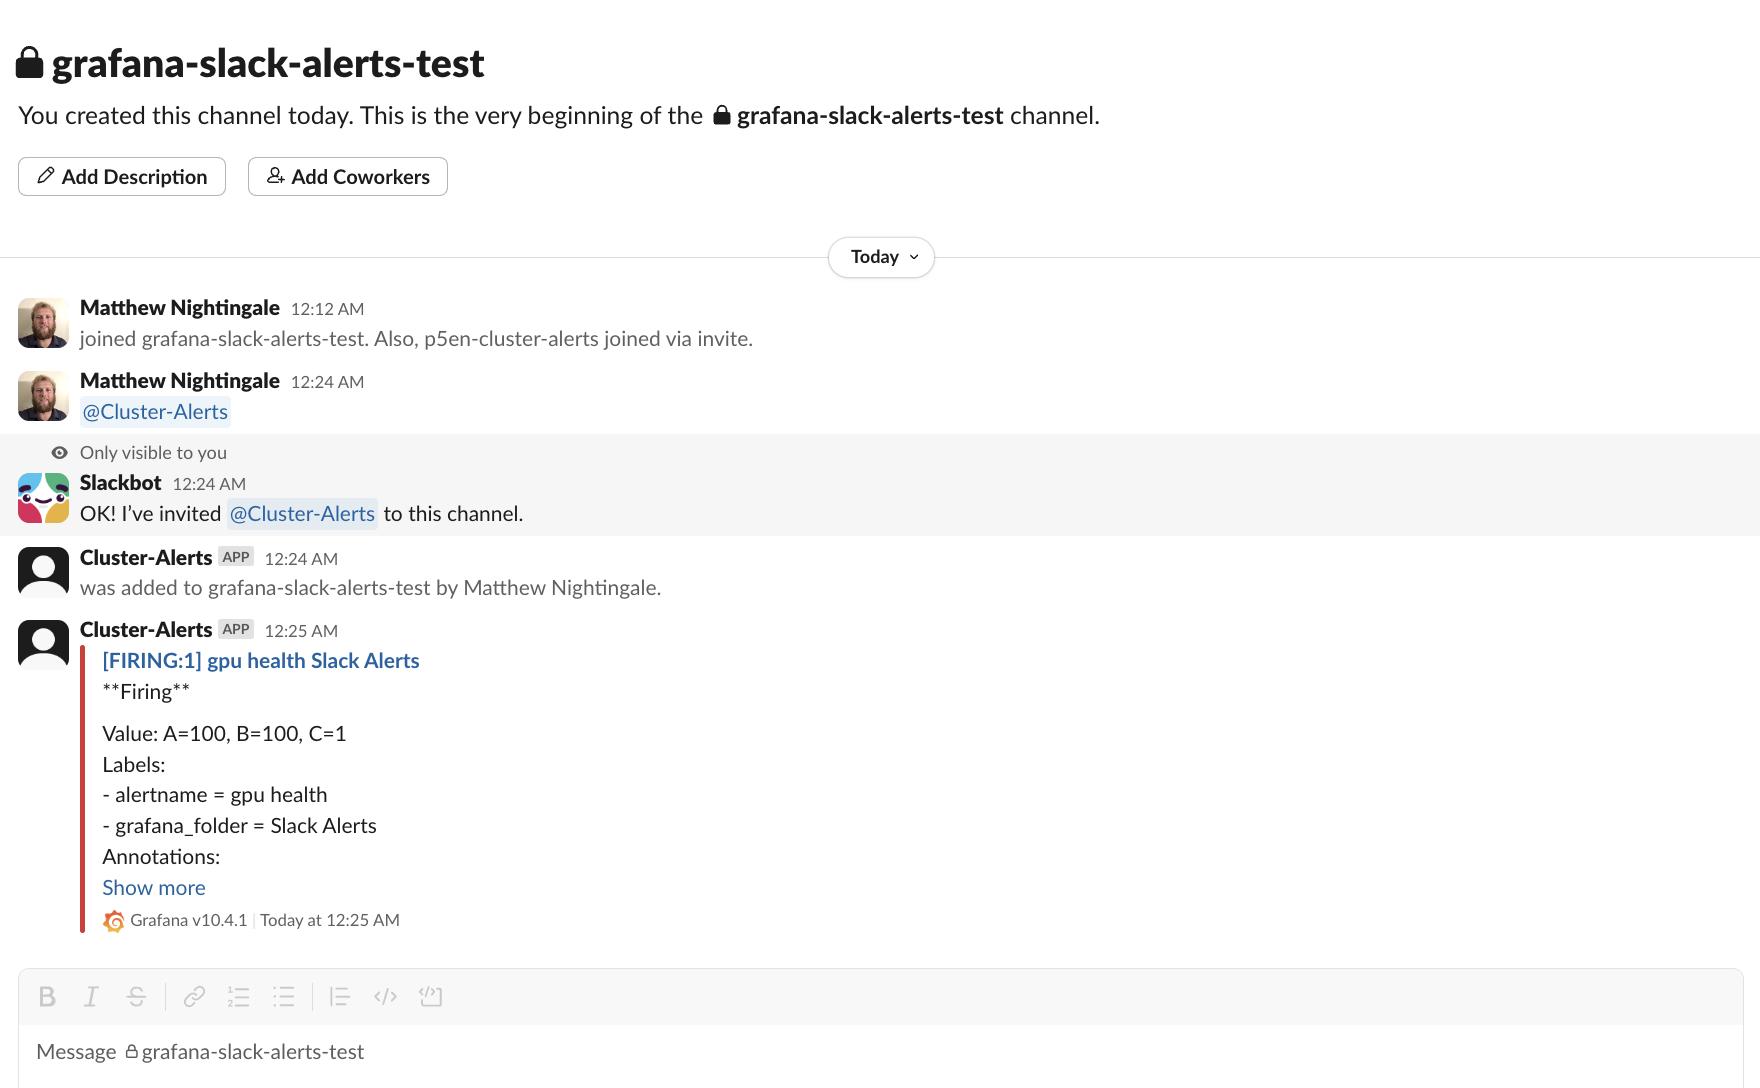 grafana-slack-alerts-test
You created this channel today. This is the very beginning of the grafana-slack-alerts-test channel.
Add Description Add Coworkers
Today
Matthew Nightingale 12:12 AM
joined grafana-slack-alerts-test. Also, p5en-cluster-alerts joined via invite.
Matthew Nightingale 12:24 AM
@Cluster-Alerts
Only visible to you
Slackbot 12:24 AM
OK! I’ve invited @Cluster-Alerts to this channel.
Cluster-Alerts APP 12:24 AM
was added to grafana-slack-alerts-test by Matthew Nightingale.
Cluster-Alerts APP 12:25 AM
[FIRING:1] gpu health Slack Alerts
**Firing**
Value: A=100, B=100, C=1
Labels:
- alertname = gpu health
- grafana_folder = Slack Alerts
Annotations:
Show more
Grafana v10.4.1 | Today at 12:25 AM
Message grafana-slack-alerts-test